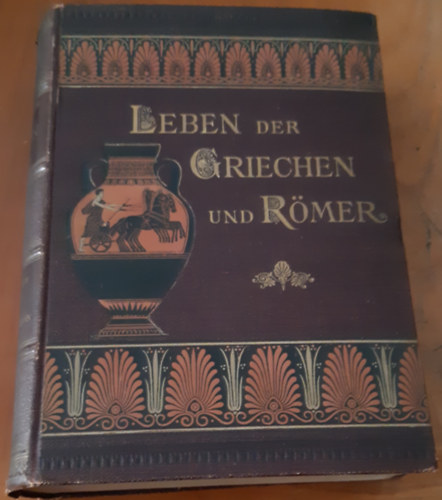 LEBEN DER
GRIECHEN
UND RÖMER